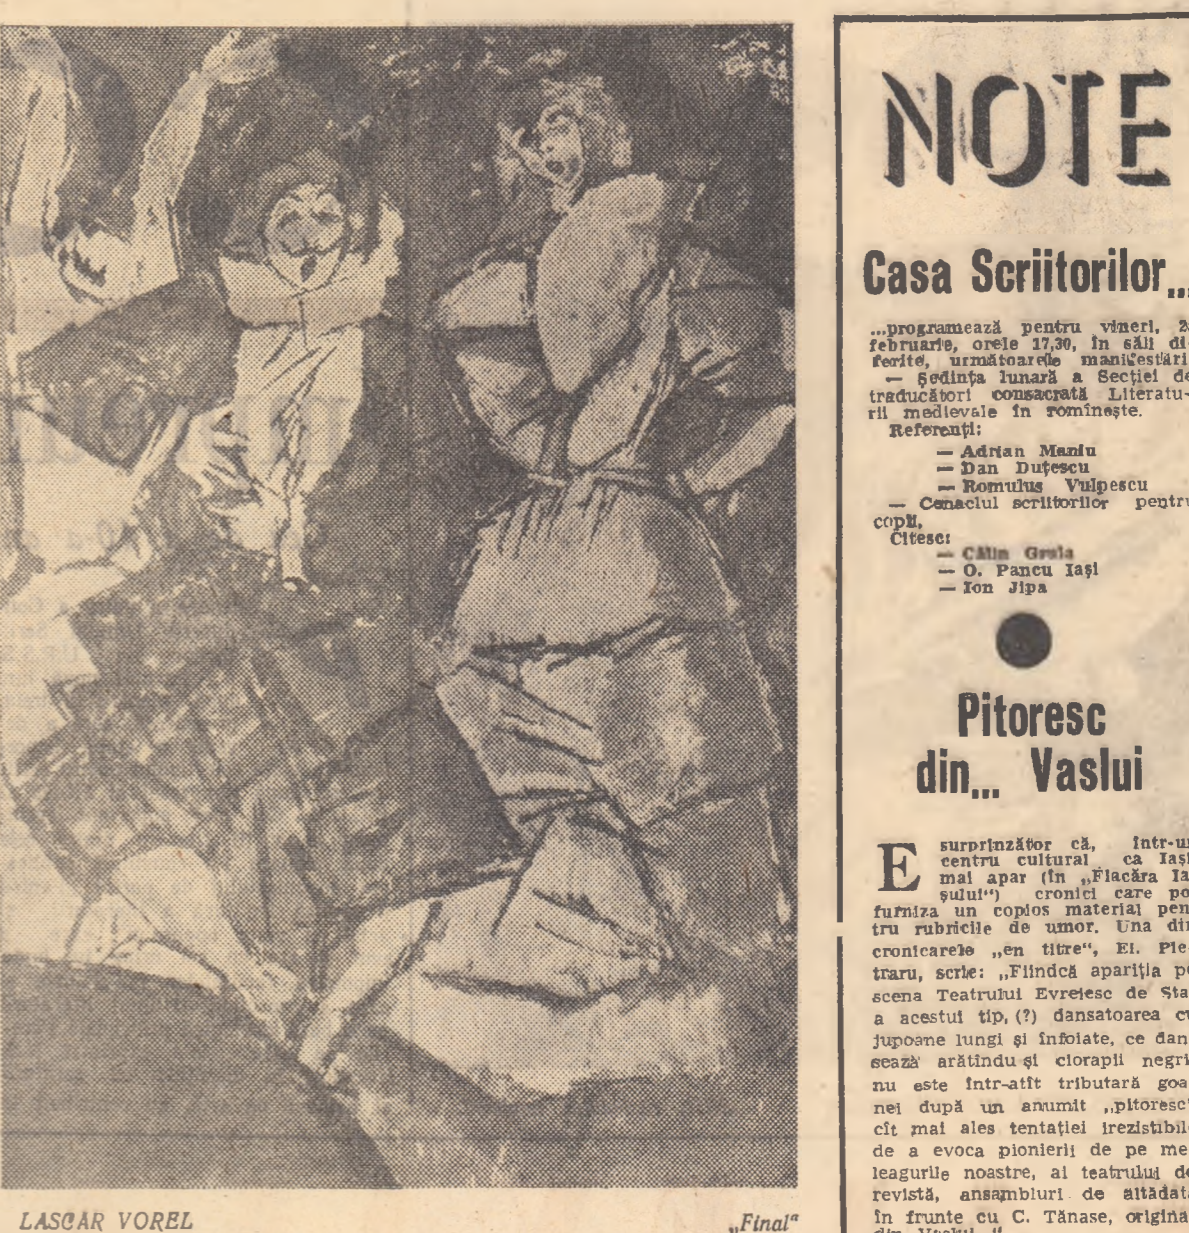 LASCAR VOREL
„Final"
NOTE
Casa Scriitorilor...
...programează pentru vineri,
februarie, orele 17,30, în săli di-
ferite, următoarele manifestări
— Ședința lunară a Secției de
traducători consacrată Literatu-
rii medievale în romînește.
Referenți:
— Adrian Maniu
— Dan Duțescu
— Romulus Vulpescu
— Cenaclul scriitorilor pentru
copii,
Citesc:
— Călin Gruia
— O. Pancu Iași
— Ion Jipa
Pitoresc
din... Vaslui
E surprinzător că, într-un
centru cultural ca Iași
mai apar (în „Flacăra Ia-
șului") cronici care pot
furniza un copios material pen-
tru rubricile de umor. Una din
cronicarele „en titre", El. Pie-
traru, scrie: „Fiindcă apariția pe
scena Teatrului Evreiesc de Stat
a acestui tip, (?) dansatoarea cu
jupoane lungi și înfoiate, ce dan-
sează arătîndu și ciorapii negri
nu este într-atît tributară goa-
nei după un anumit „pitoresc"
cît mai ales tentației irezistibile
de a evoca pionierii de pe me-
leagurile noastre, ai teatrului de
revistă, ansambluri de altădată
în frunte cu C. Tănase, originar
din Vaslui..."